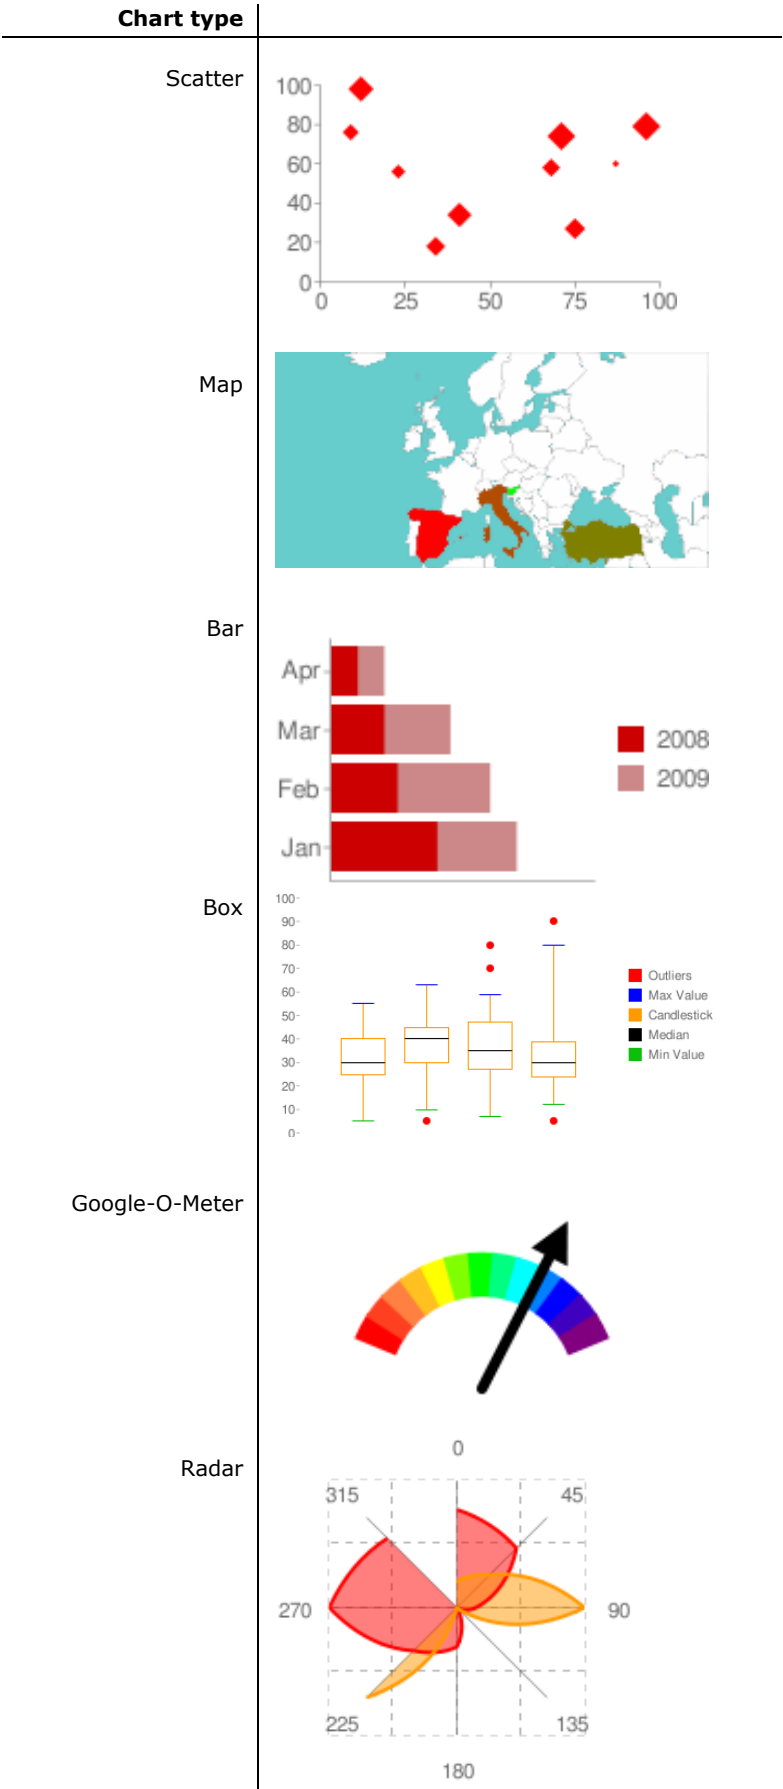 Chart type
Scatter
100
80
60
40
20
0
0 25 50 75 100
Map
Bar
Apr
Mar
Feb
Jan
2008
2009
Box
100
90
80
70
60
50
40
30
20
10
0
Outliers
Max Value
Candlestick
Median
Min Value
Google-O-Meter
Radar
0
315 45
270 90
225 135
180